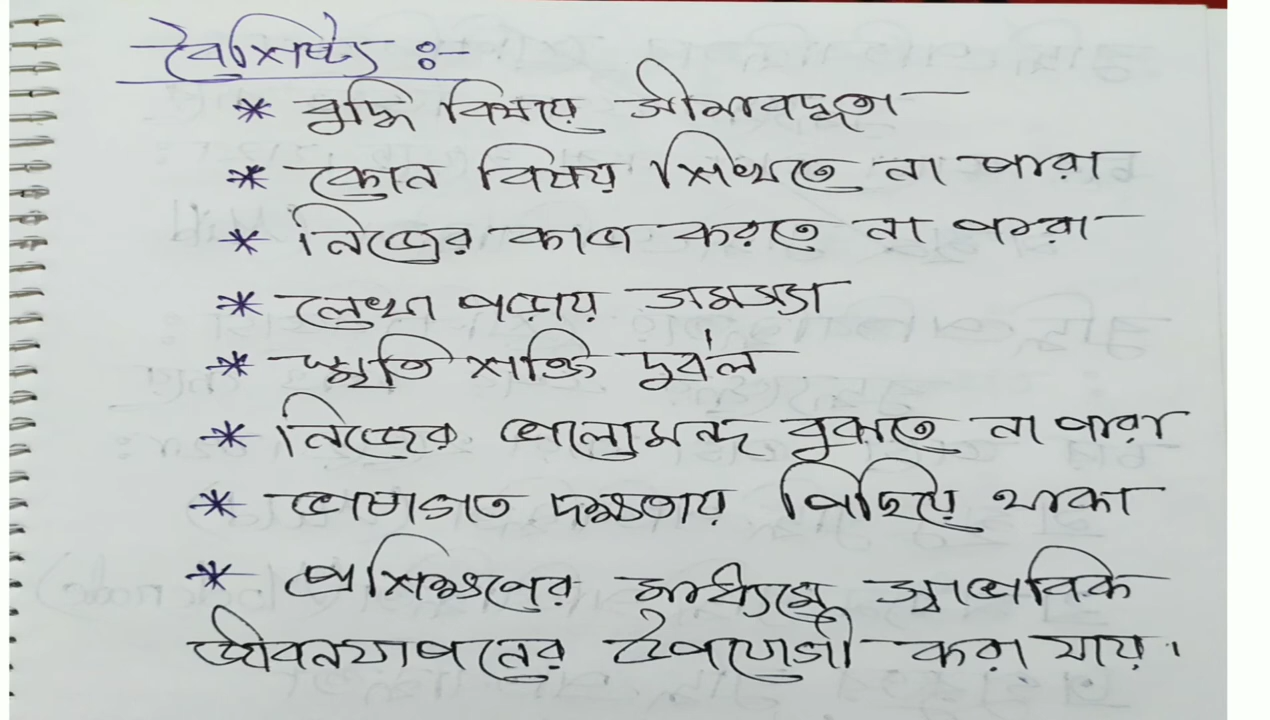 বৈশিষ্ট্য :-
* বুদ্ধি বিষয়ে সীমাবদ্ধতা
* কোন বিষয় শিখতে না পারা
* নিজের কাজ করতে না পারা
* লেখা পড়ায় সমস্যা
* স্মৃতি শক্তি দুর্বল
* নিজের ভালোমন্দ বুঝতে না পারা
* ভাষাগত দক্ষতায় পিছিয়ে থাকা
* প্রশিক্ষণের মাধ্যমে স্বাভাবিক
জীবনযাপনের উপযোগী করা যায়।